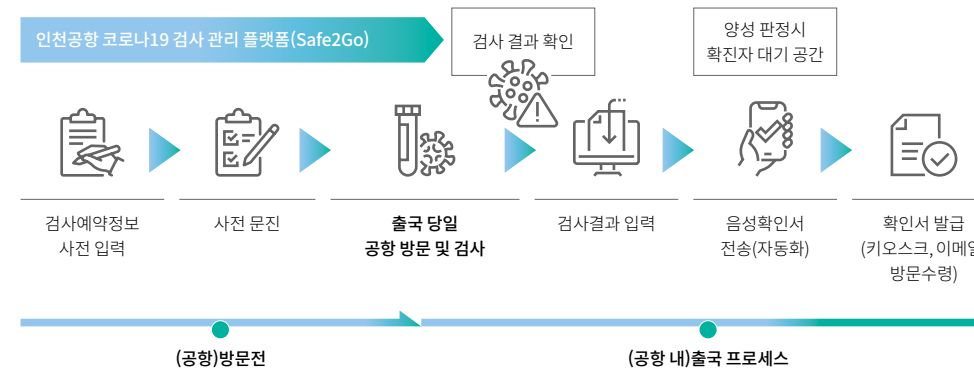 인천공항 코로나19 검사 관리 플랫폼(Safe2Go)
검사 결과 확인
양성 판정시
확진자 대기 공간
검사예약정보
사전 입력
사전 문진
출국 당일
공항 방문 및 검사
검사결과 입력
음성확인서
전송(자동화)
확인서 발급
(키오스크, 이메일
방문수령)
(공항)방문전
(공항 내)출국 프로세스